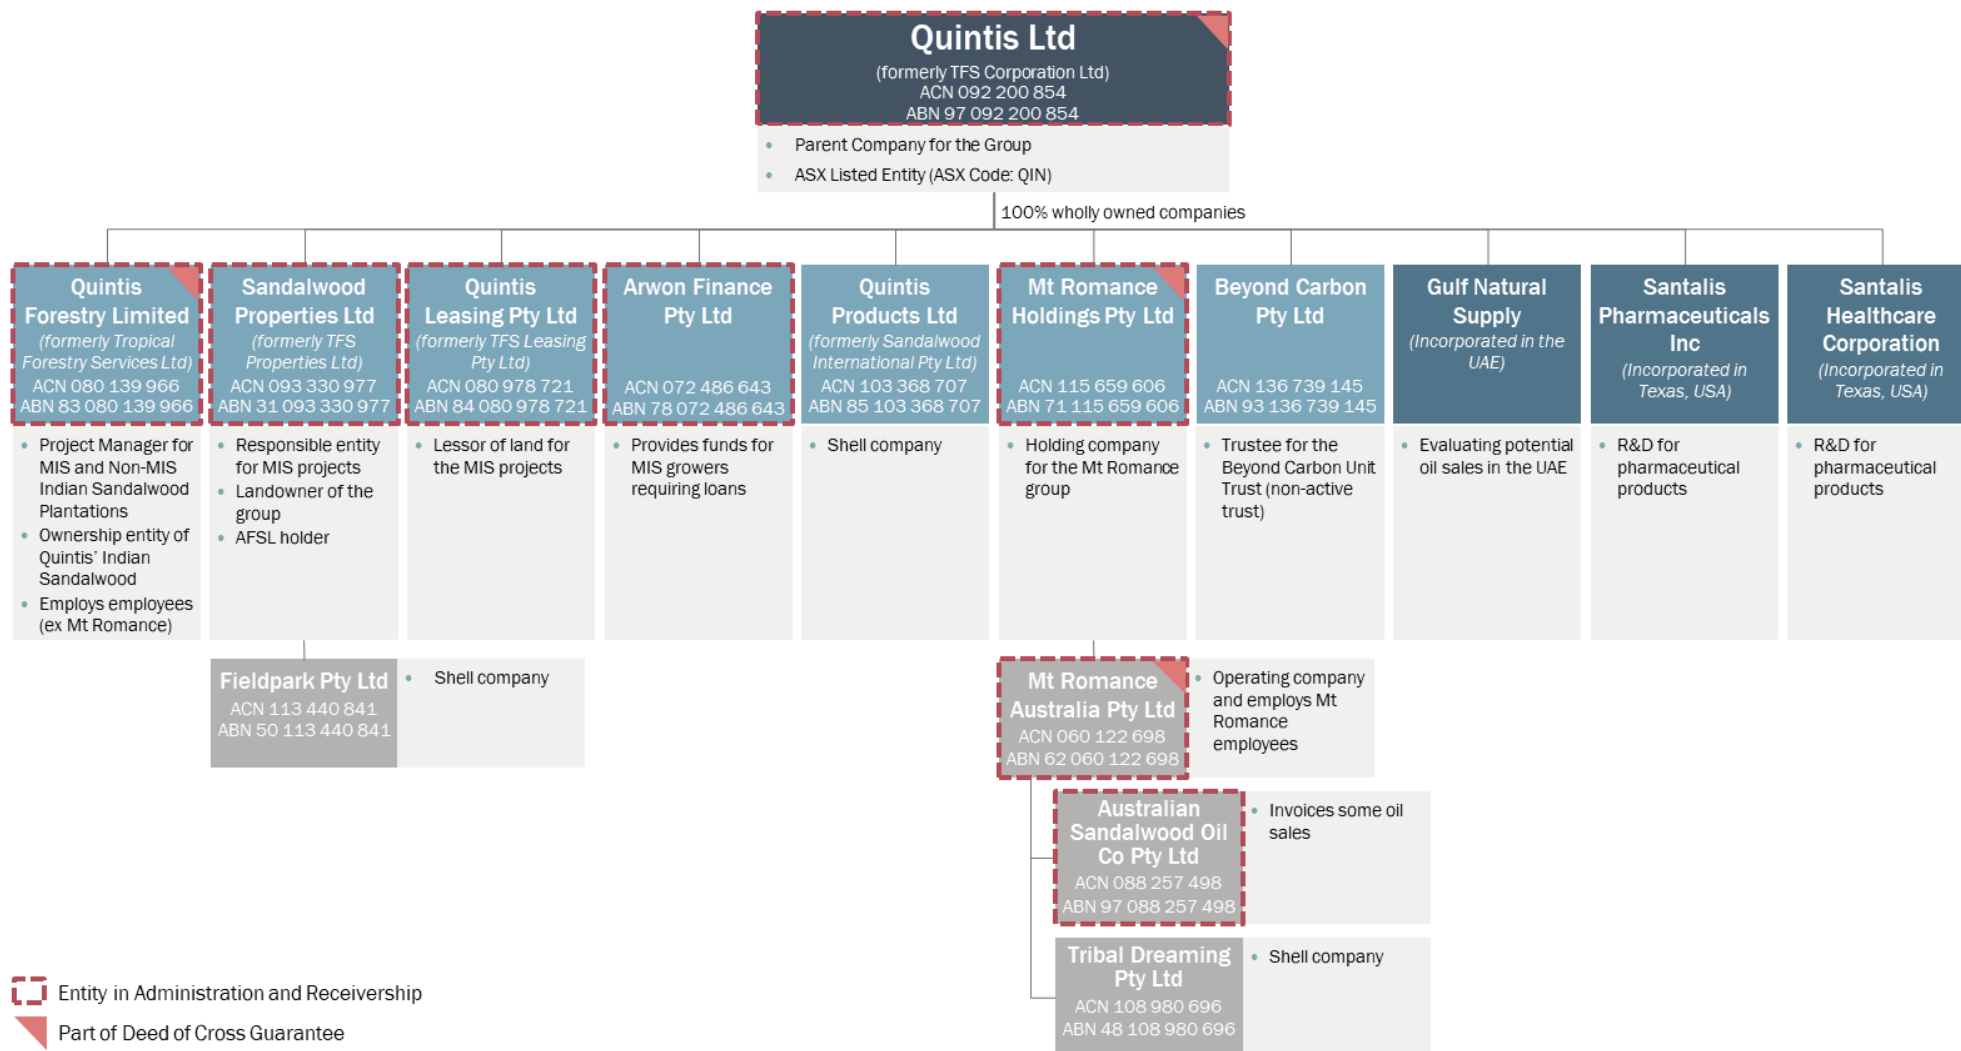 Quintis Ltd
(formerly TFS Corporation Ltd)
ACN 092 200 854
ABN 97 092 200 854
• Parent Company for the Group
• ASX Listed Entity (ASX Code: QIN)
100% wholly owned companies
Quintis
Forestry Limited
(formerly Tropical
Forestry Services Ltd)
ACN 080 139 966
ABN 83 080 139 966
• Project Manager for
MIS and Non-MIS
Indian Sandalwood
Plantations
• Ownership entity of
Quintis' Indian
Sandalwood
• Employs employees
(ex Mt Romance)
Sandalwood
Properties Ltd
(formerly TFS
Properties Ltd)
ACN 093 330 977
ABN 31 093 330 977
• Responsible entity
for MIS projects
• Landowner of the
group
• AFSL holder
Quintis
Leasing Pty Ltd
(formerly TFS Leasing
Pty Ltd)
ACN 080 978 721
ABN 84 080 978 721
• Lessor of land for
the MIS projects
Arwon Finance
Pty Ltd
ACN 072 486 643
ABN 78 072 486 643
• Provides funds for
MIS growers
requiring loans
Quintis
Products Ltd
(formerly Sandalwood
International Pty Ltd)
ACN 103 368 707
ABN 85 103 368 707
• Shell company
Mt Romance
Holdings Pty Ltd
ACN 115 659 606
ABN 71 115 659 606
• Holding company
for the Mt Romance
group
Beyond Carbon
Pty Ltd
ACN 136 739 145
ABN 93 136 739 145
• Trustee for the
Beyond Carbon Unit
Trust (non-active
trust)
Gulf Natural
Supply
(Incorporated in the
UAE)
• Evaluating potential
oil sales in the UAE
Santalis
Pharmaceuticals
Inc
(Incorporated in
Texas, USA)
• R&D for
pharmaceutical
products
Santalis
Healthcare
Corporation
(Incorporated in
Texas, USA)
• R&D for
pharmaceutical
products
Fieldpark Pty Ltd
ACN 113 440 841
ABN 50 113 440 841
• Shell company
Mt Romance
Australia Pty Ltd
ACN 060 122 698
ABN 62 060 122 698
• Operating company
and employs Mt
Romance
employees
Australian
Sandalwood Oil
Co Pty Ltd
ACN 088 257 498
ABN 97 088 257 498
• Invoices some oil
sales
Tribal Dreaming
Pty Ltd
ACN 108 980 696
ABN 48 108 980 696
• Shell company
Entity in Administration and Receivership
Part of Deed of Cross Guarantee